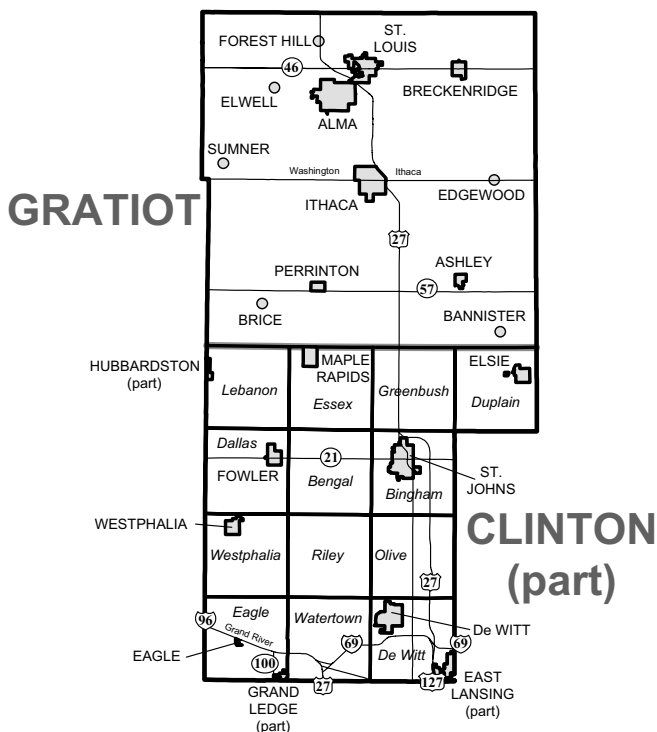 FOREST HILL
ST.
LOUIS
46
ELWELL
BRECKENRIDGE
ALMA
SUMNER
Washington
Ithaca
GRATIOT
ITHACA
EDGEWOOD
27
PERRINTON
ASHLEY
57
BRICE
BANNISTER
HUBBARDSTON
(part)
MAPLE
RAPIDS
ELSIE
Lebanon
Essex
Greenbush
Duplain
Dallas
FOWLER
21
Bengal
Bingham
ST.
JOHNS
WESTPHALIA
CLINTON
(part)
Westphalia
Riley
Olive
27
Eagle
Watertown
96
Grand River
De WITT
EAGLE
100
69
De Witt
69
GRAND
LEDGE
(part)
27
127
EAST
LANSING
(part)